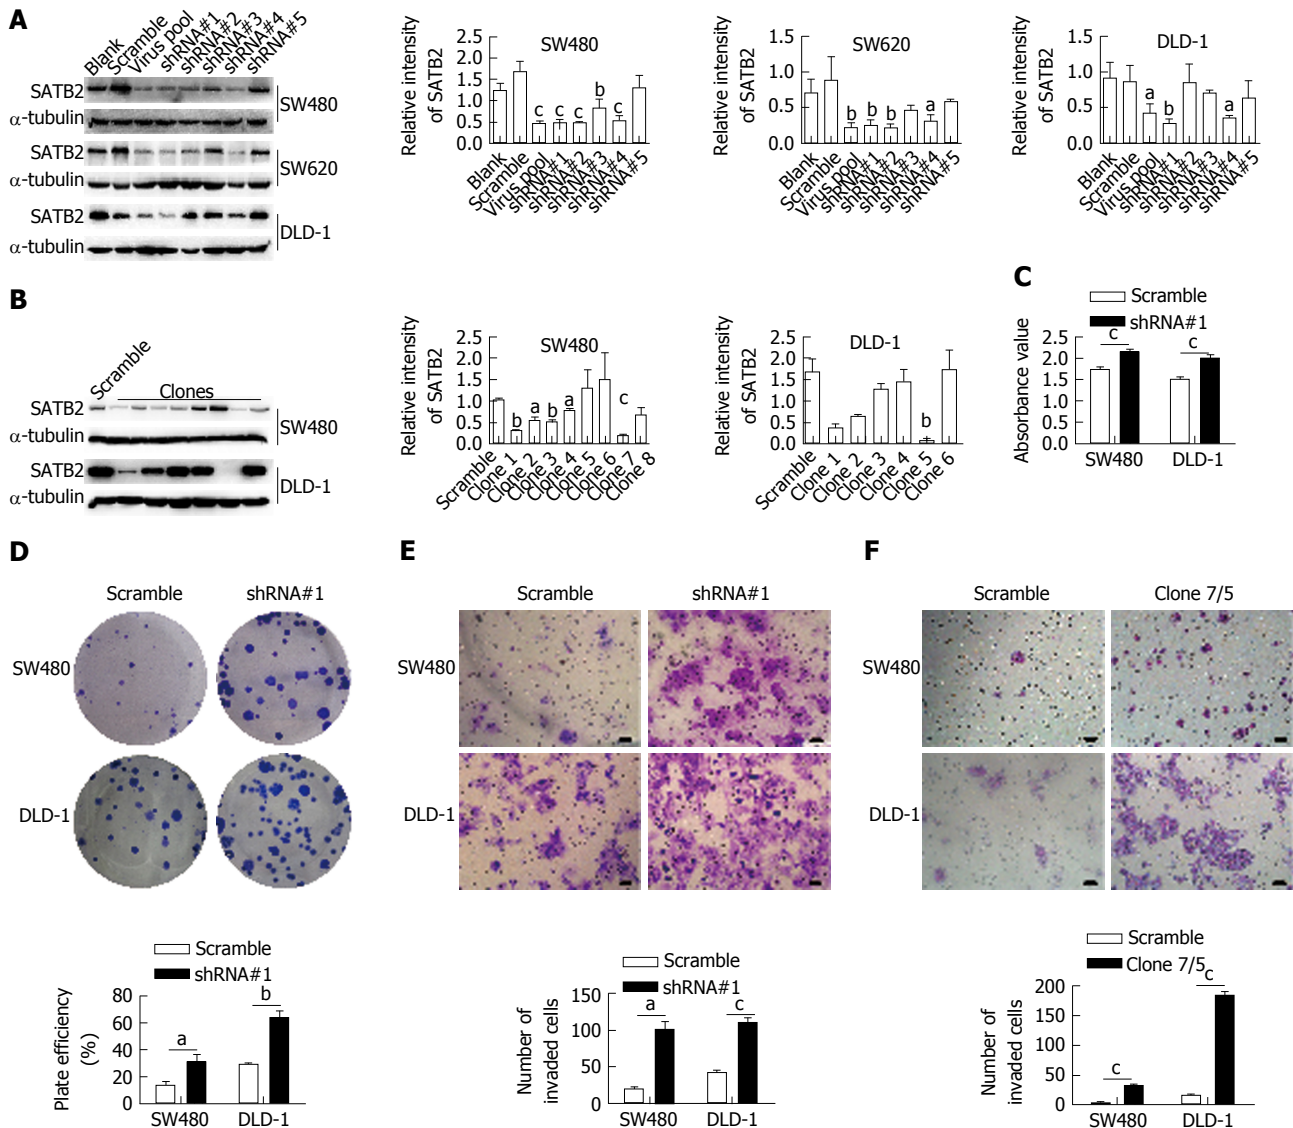 A
Blank
Scramble
Virus pool
shRNA#1
shRNA#2
shRNA#3
shRNA#4
shRNA#5
SATB2
α-tubulin
SW480
SATB2
α-tubulin
SW620
SATB2
α-tubulin
DLD-1
Relative intensity
of SATB2
2.5
2.0
1.5
1.0
0.5
0
SW480
c
c
c
b
c
Blank
Scramble
Virus pool
shRNA#1
shRNA#2
shRNA#3
shRNA#4
shRNA#5
Relative intensity
of SATB2
1.5
1.0
0.5
0
SW620
b
b
b
a
Blank
Scramble
Virus pool
shRNA#1
shRNA#2
shRNA#3
shRNA#4
shRNA#5
Relative intensity
of SATB2
1.5
1.0
0.5
0
DLD-1
a
b
a
Blank
Scramble
Virus pool
shRNA#1
shRNA#2
shRNA#3
shRNA#4
shRNA#5
B
Scramble
Clones
SATB2
α-tubulin
SW480
SATB2
α-tubulin
DLD-1
Relative intensity
of SATB2
2.5
2.0
1.5
1.0
0.5
0.0
SW480
b
a
b
a
c
Scramble
Clone 1
Clone 2
Clone 3
Clone 4
Clone 5
Clone 6
Clone 7
Clone 8
Relative intensity
of SATB2
2.5
2.0
1.5
1.0
0.5
0.0
DLD-1
b
Scramble
Clone 1
Clone 2
Clone 3
Clone 4
Clone 5
Clone 6
C
Scramble
shRNA#1
Absorbance value
2.5
2.0
1.5
1.0
0.5
0.0
c
c
SW480
DLD-1
D
Scramble
shRNA#1
SW480
DLD-1
Scramble
shRNA#1
Plate efficiency
(%)
80
60
40
20
0
a
b
SW480
DLD-1
E
Scramble
shRNA#1
SW480
DLD-1
Scramble
shRNA#1
Number of
invaded cells
150
100
50
0
a
c
SW480
DLD-1
F
Scramble
Clone 7/5
SW480
DLD-1
Scramble
Clone 7/5
Number of
invaded cells
200
150
100
50
0
c
c
SW480
DLD-1